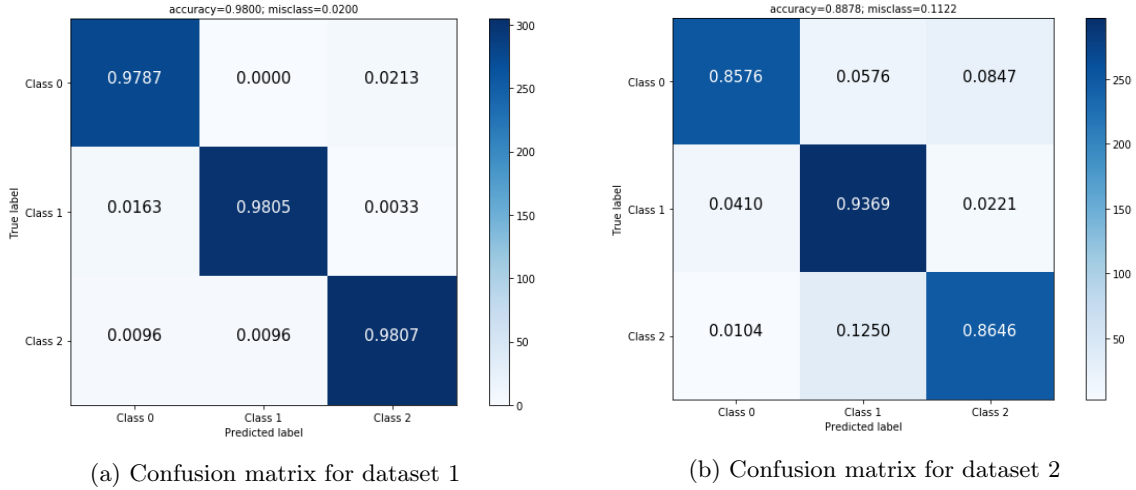 accuracy=0.9800; misclass=0.0200
Class 0
0.9787 0.0000 0.0213
Class 1
0.0163 0.9805 0.0033
Class 2
0.0096 0.0096 0.9807
True label
Class 0 Class 1 Class 2
Predicted label
300
250
200
150
100
50
0
(a) Confusion matrix for dataset 1
accuracy=0.8878; misclass=0.1122
Class 0
0.8576 0.0576 0.0847
Class 1
0.0410 0.9369 0.0221
Class 2
0.0104 0.1250 0.8646
True label
Class 0 Class 1 Class 2
Predicted label
250
200
150
100
50
(b) Confusion matrix for dataset 2